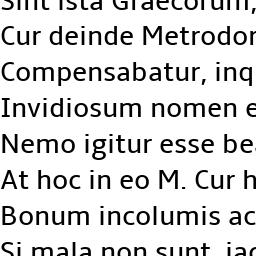 Sint ista Graecorum,
Cur deinde Metrodor
Compensabatur, inq
Invidiosum nomen e
Nemo igitur esse be
At hoc in eo M. Cur h
Bonum incolumis ac
Si mala non sunt, iac